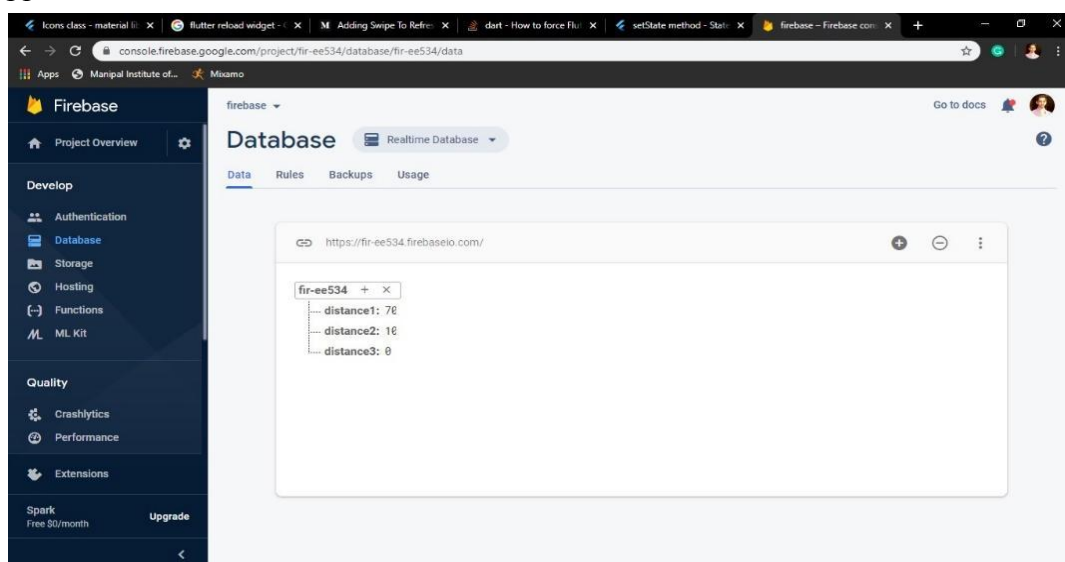 Icons class - material li
flutter reload widget -
M Adding Swipe To Refre
dart - How to force Flu
setState method - State
firebase – Firebase con
console.firebase.google.com/project/fir-ee534/database/fir-ee534/data
Apps
Manipal Institute of...
Mixamo
Firebase
firebase
Go to docs
Project Overview
Database
Realtime Database
Data Rules Backups Usage
Develop
Authentication
Database
Storage
Hosting
Functions
ML Kit
https://fir-ee534.firebaseio.com/
fir-ee534
distance1: 70
distance2: 10
distance3: 0
Quality
Crashlytics
Performance
Extensions
Spark
Free $0/month
Upgrade